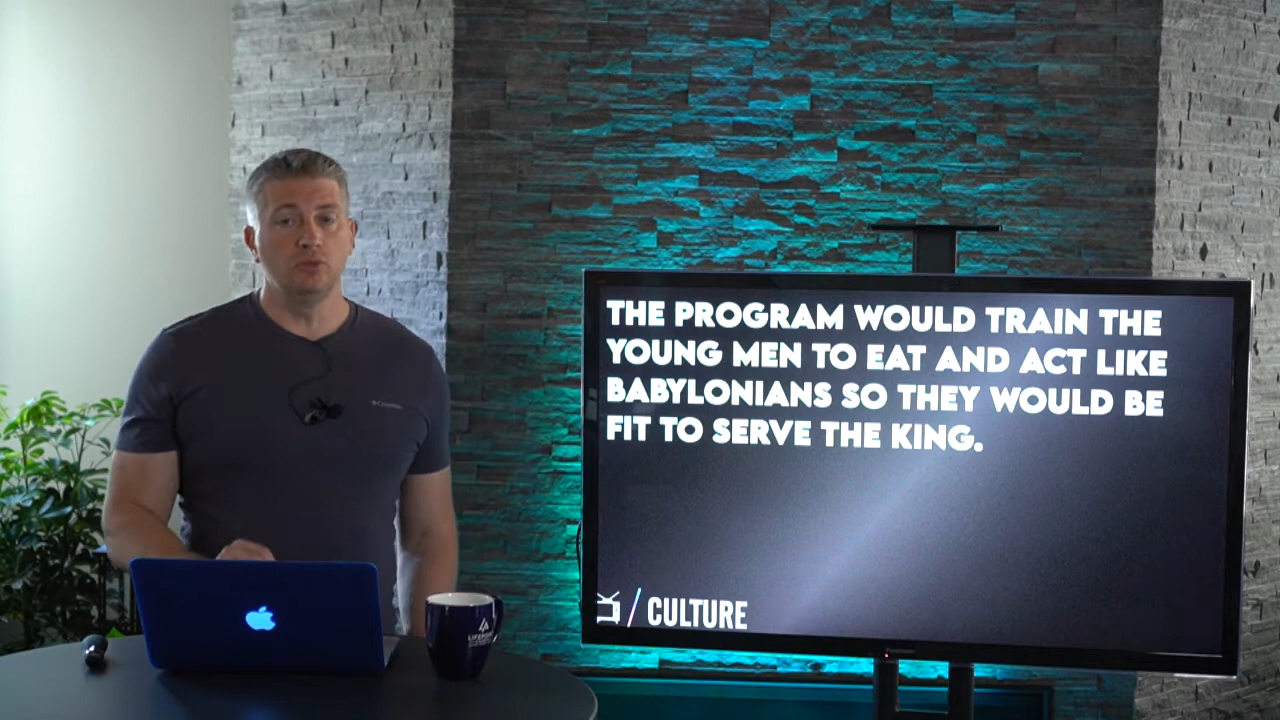 THE PROGRAM WOULD TRAIN THE
YOUNG MEN TO EAT AND ACT LIKE
BABYLONIANS SO THEY WOULD BE
FIT TO SERVE THE KING.
/ CULTURE